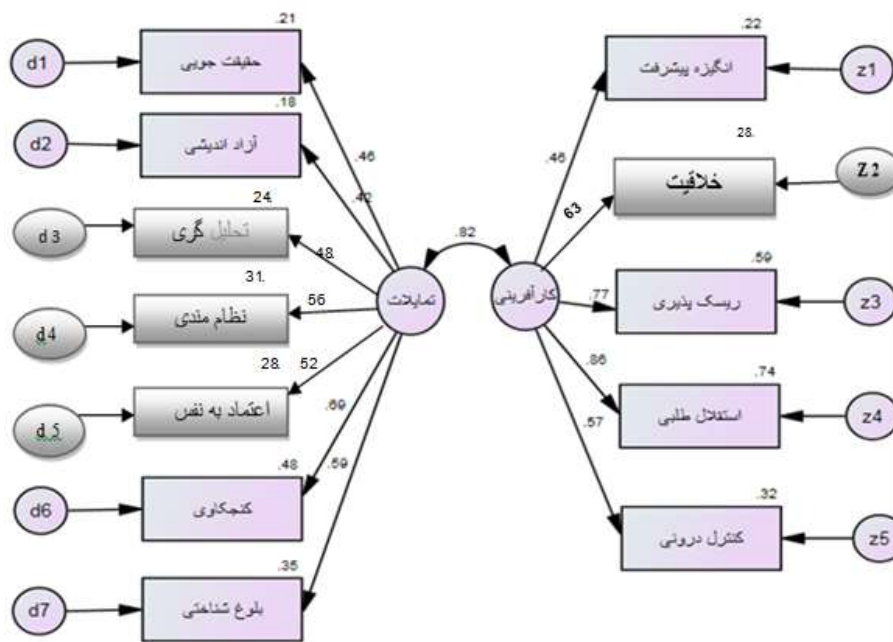 .21
d1
حقیقت جویی
.18
d2
آزاد اندیشی
24.
d 3
تحلیل گری
31.
d4
نظام مندی
28.
d 5
اعتماد به نفس
.48
d6
کنجکاوی
.35
d7
بلوغ شناختی
.46
.42
48.
56
52
.69
.59
تمایلات
.82
کارآفرینی
.46
63
.77
.86
.57
.22
انگیزه پیشرفت
z1
28.
خلاقیت
Z 2
.59
ریسک پذیری
z3
.74
استقلال طلبی
z4
.32
کنترل درونی
z5